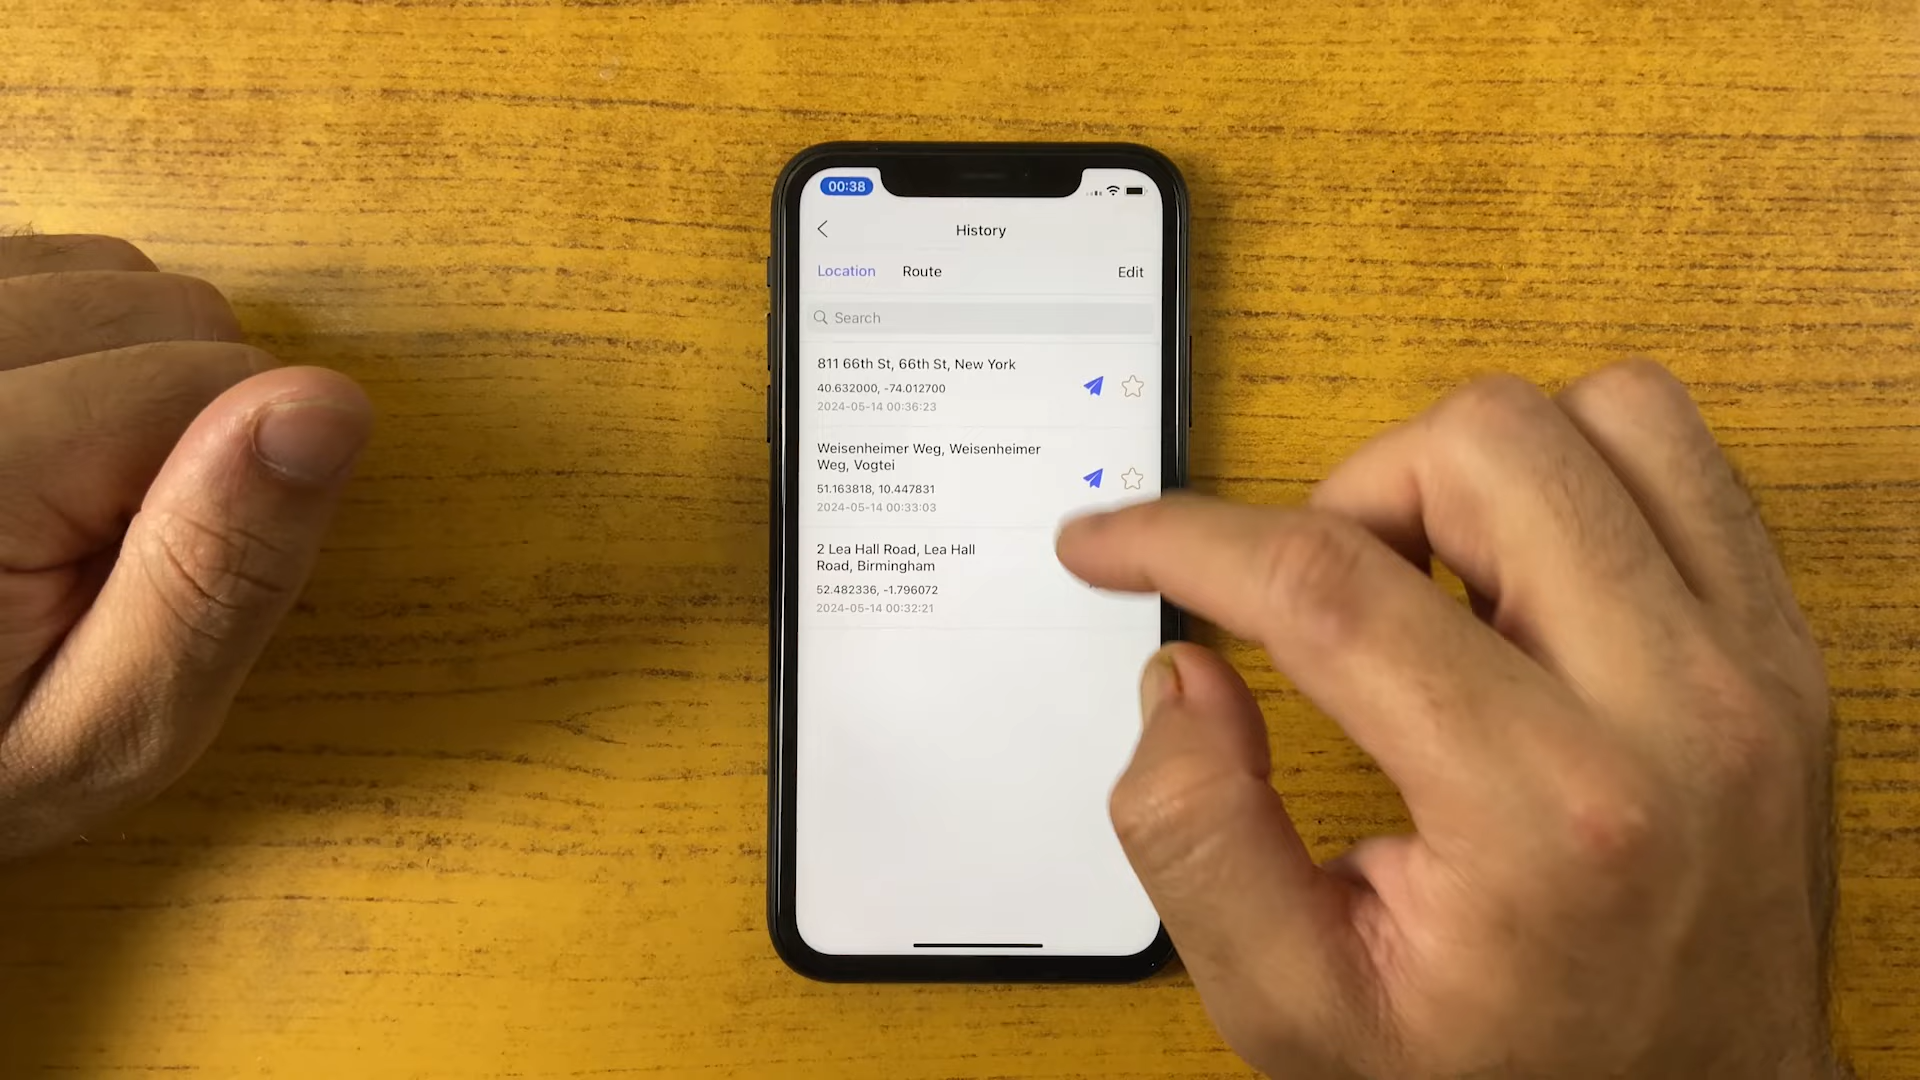 00:38
History
Location Route Edit
Search
811 66th St, 66th St, New York
40.632000, -74.012700
2024-05-14 00:36:23
Weisenheimer Weg, Weisenheimer
Weg, Vogtei
51.163818, 10.447831
2024-05-14 00:33:03
2 Lea Hall Road, Lea Hall
Road, Birmingham
52.482336, -1.796072
2024-05-14 00:32:21